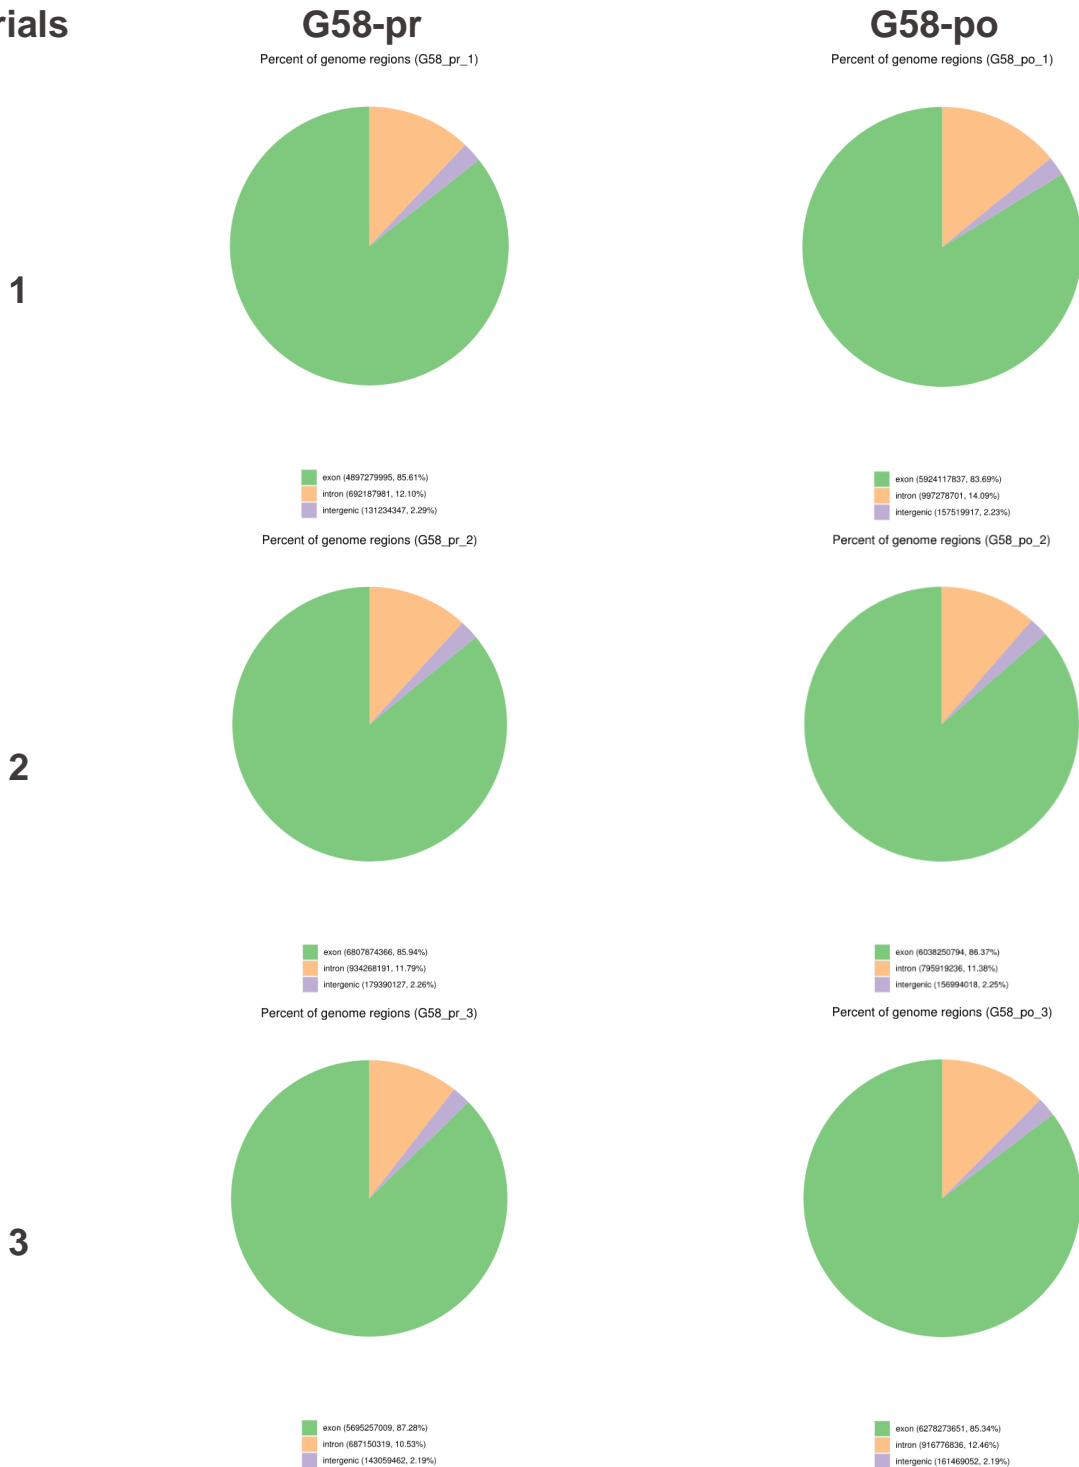 rials G58-pr G58-po
Percent of genome regions (G58_pr_1) Percent of genome regions (G58_po_1)
1
exon (4897279995, 85.61%) exon (5924117837, 83.69%)
intron (692187981, 12.10%) intron (997278701, 14.09%)
intergenic (131234347, 2.29%) intergenic (157519917, 2.23%)
Percent of genome regions (G58_pr_2) Percent of genome regions (G58_po_2)
2
exon (6807874366, 85.94%) exon (6038250794, 86.37%)
intron (934268191, 11.79%) intron (795919236, 11.38%)
intergenic (179390127, 2.26%) intergenic (156994018, 2.25%)
Percent of genome regions (G58_pr_3) Percent of genome regions (G58_po_3)
3
exon (5695257009, 87.28%) exon (6278273651, 85.34%)
intron (687150319, 10.53%) intron (916776836, 12.46%)
intergenic (143059462, 2.19%) intergenic (161469052, 2.19%)